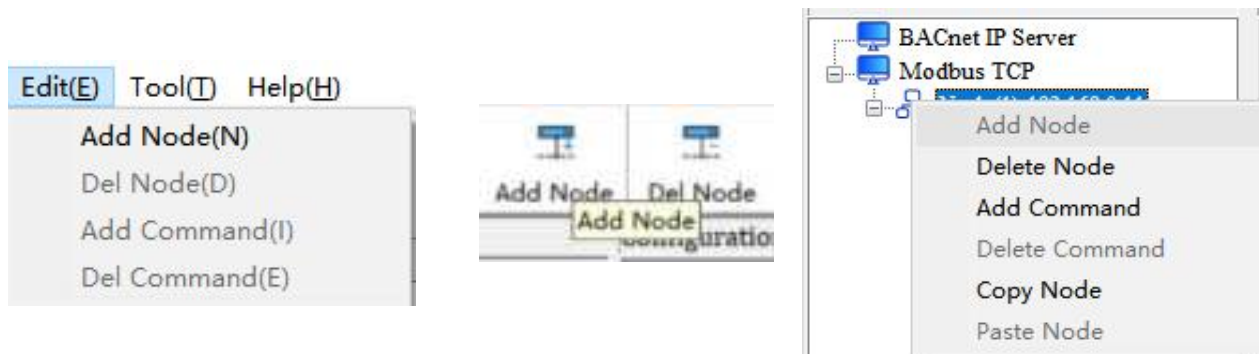 Edit(E) Tool(T) Help(H)
Add Node(N)
Del Node(D)
Add Command(I)
Del Command(E)
Add Node
Del Node
Add Node
BACnet IP Server
Modbus TCP
Add Node
Delete Node
Add Command
Delete Command
Copy Node
Paste Node